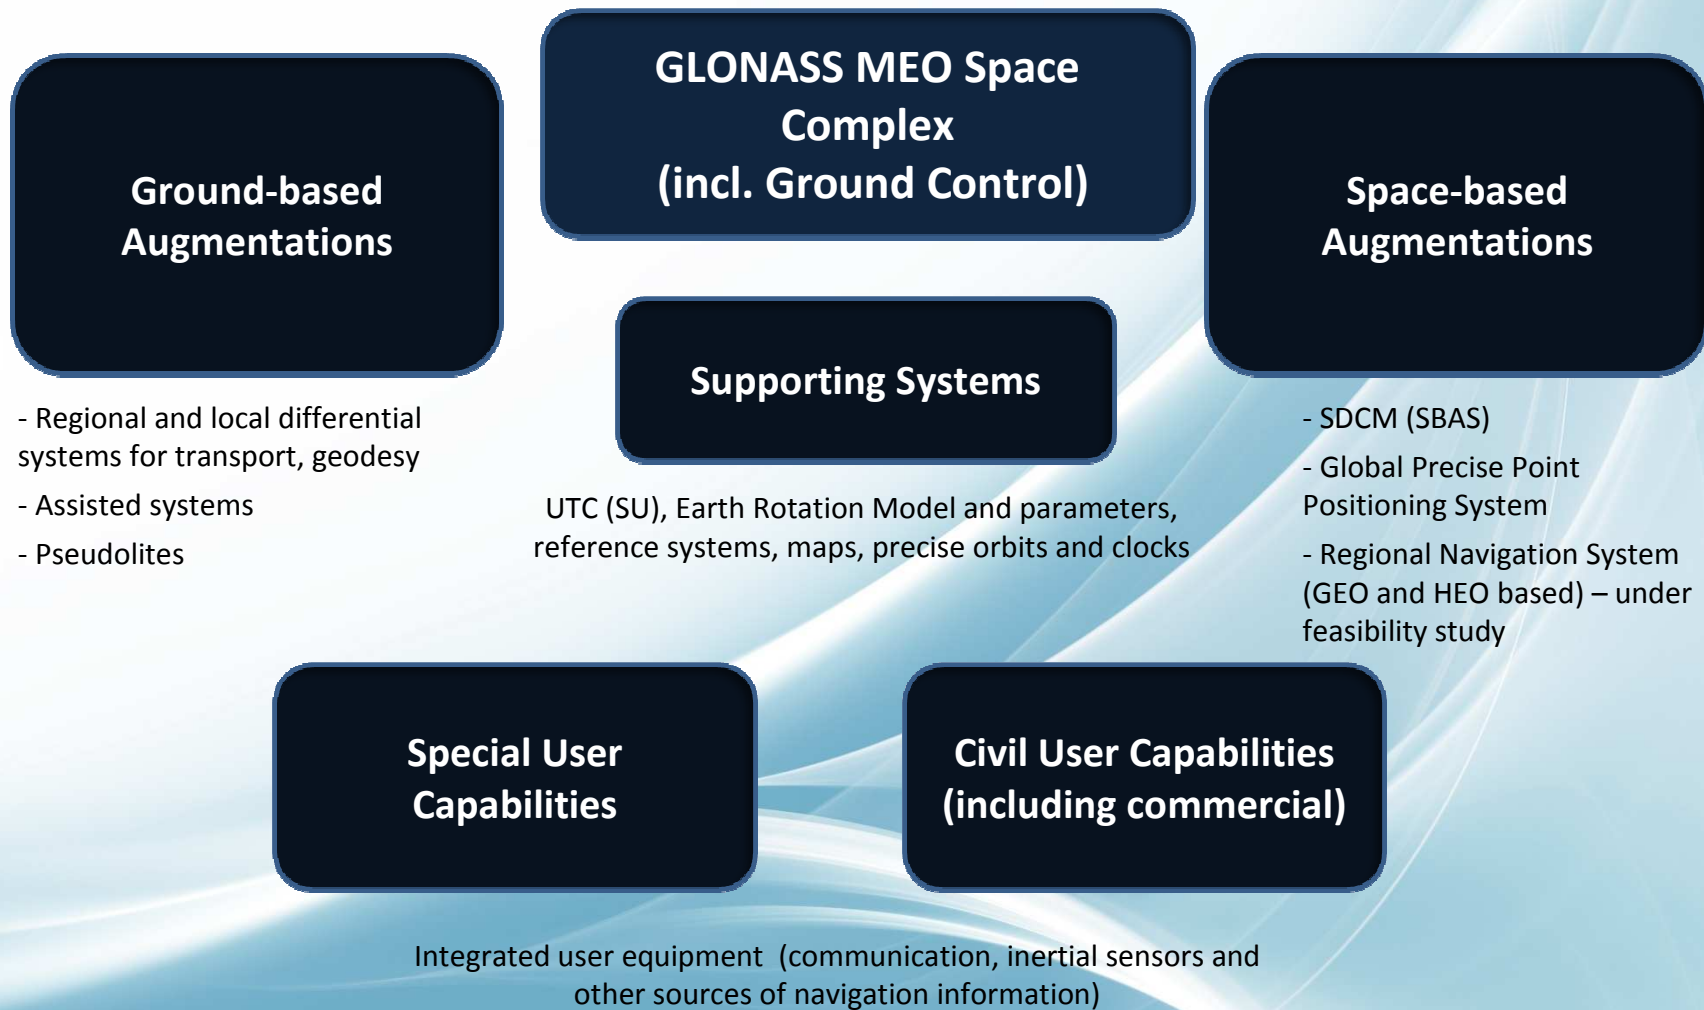 GLONASS MEO Space
Complex
(incl. Ground Control)
Ground-based
Augmentations
Space-based
Augmentations
Supporting Systems
- Regional and local differential
systems for transport, geodesy
- Assisted systems
- Pseudolites
UTC (SU), Earth Rotation Model and parameters,
reference systems, maps, precise orbits and clocks
- SDCM (SBAS)
- Global Precise Point
Positioning System
- Regional Navigation System
(GEO and HEO based) – under
feasibility study
Special User
Capabilities
Civil User Capabilities
(including commercial)
Integrated user equipment  (communication, inertial sensors and
other sources of navigation information)